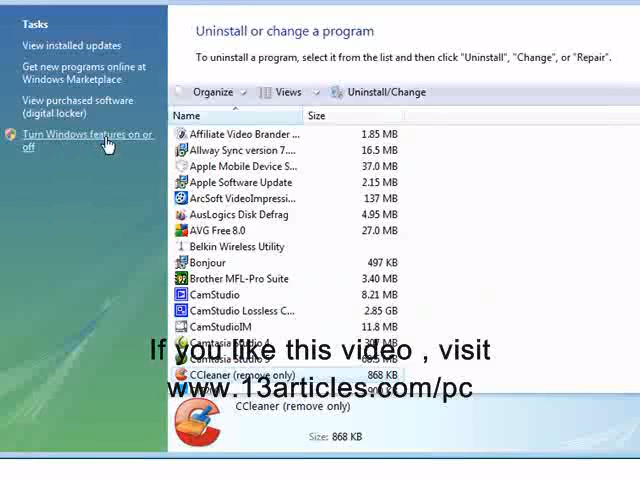 Tasks
View installed updates
Get new programs online at
Windows Marketplace
View purchased software
(digital locker)
Turn Windows features on or
off
Uninstall or change a program
To uninstall a program, select it from the list and then click "Uninstall", "Change", or "Repair".
Organize Views Uninstall/Change
Name Size
Affiliate Video Brander ... 1.85 MB
Allway Sync version 7.... 16.5 MB
Apple Mobile Device S... 37.0 MB
Apple Software Update 2.15 MB
ArcSoft VideoImpressi... 137 MB
AusLogics Disk Defrag 4.95 MB
AVG Free 8.0 27.0 MB
Belkin Wireless Utility
Bonjour 497 KB
Brother MFL-Pro Suite 3.40 MB
CamStudio 8.21 MB
CamStudio Lossless C... 2.85 GB
CamStudioIM 11.8 MB
Camtasia Studio 4 MB
If you like this video , visit
Camtasia Studio MB
CCleaner (remove only) 868 KB
www.13articles.com/pc
CCleaner (remove only)
Size: 868 KB